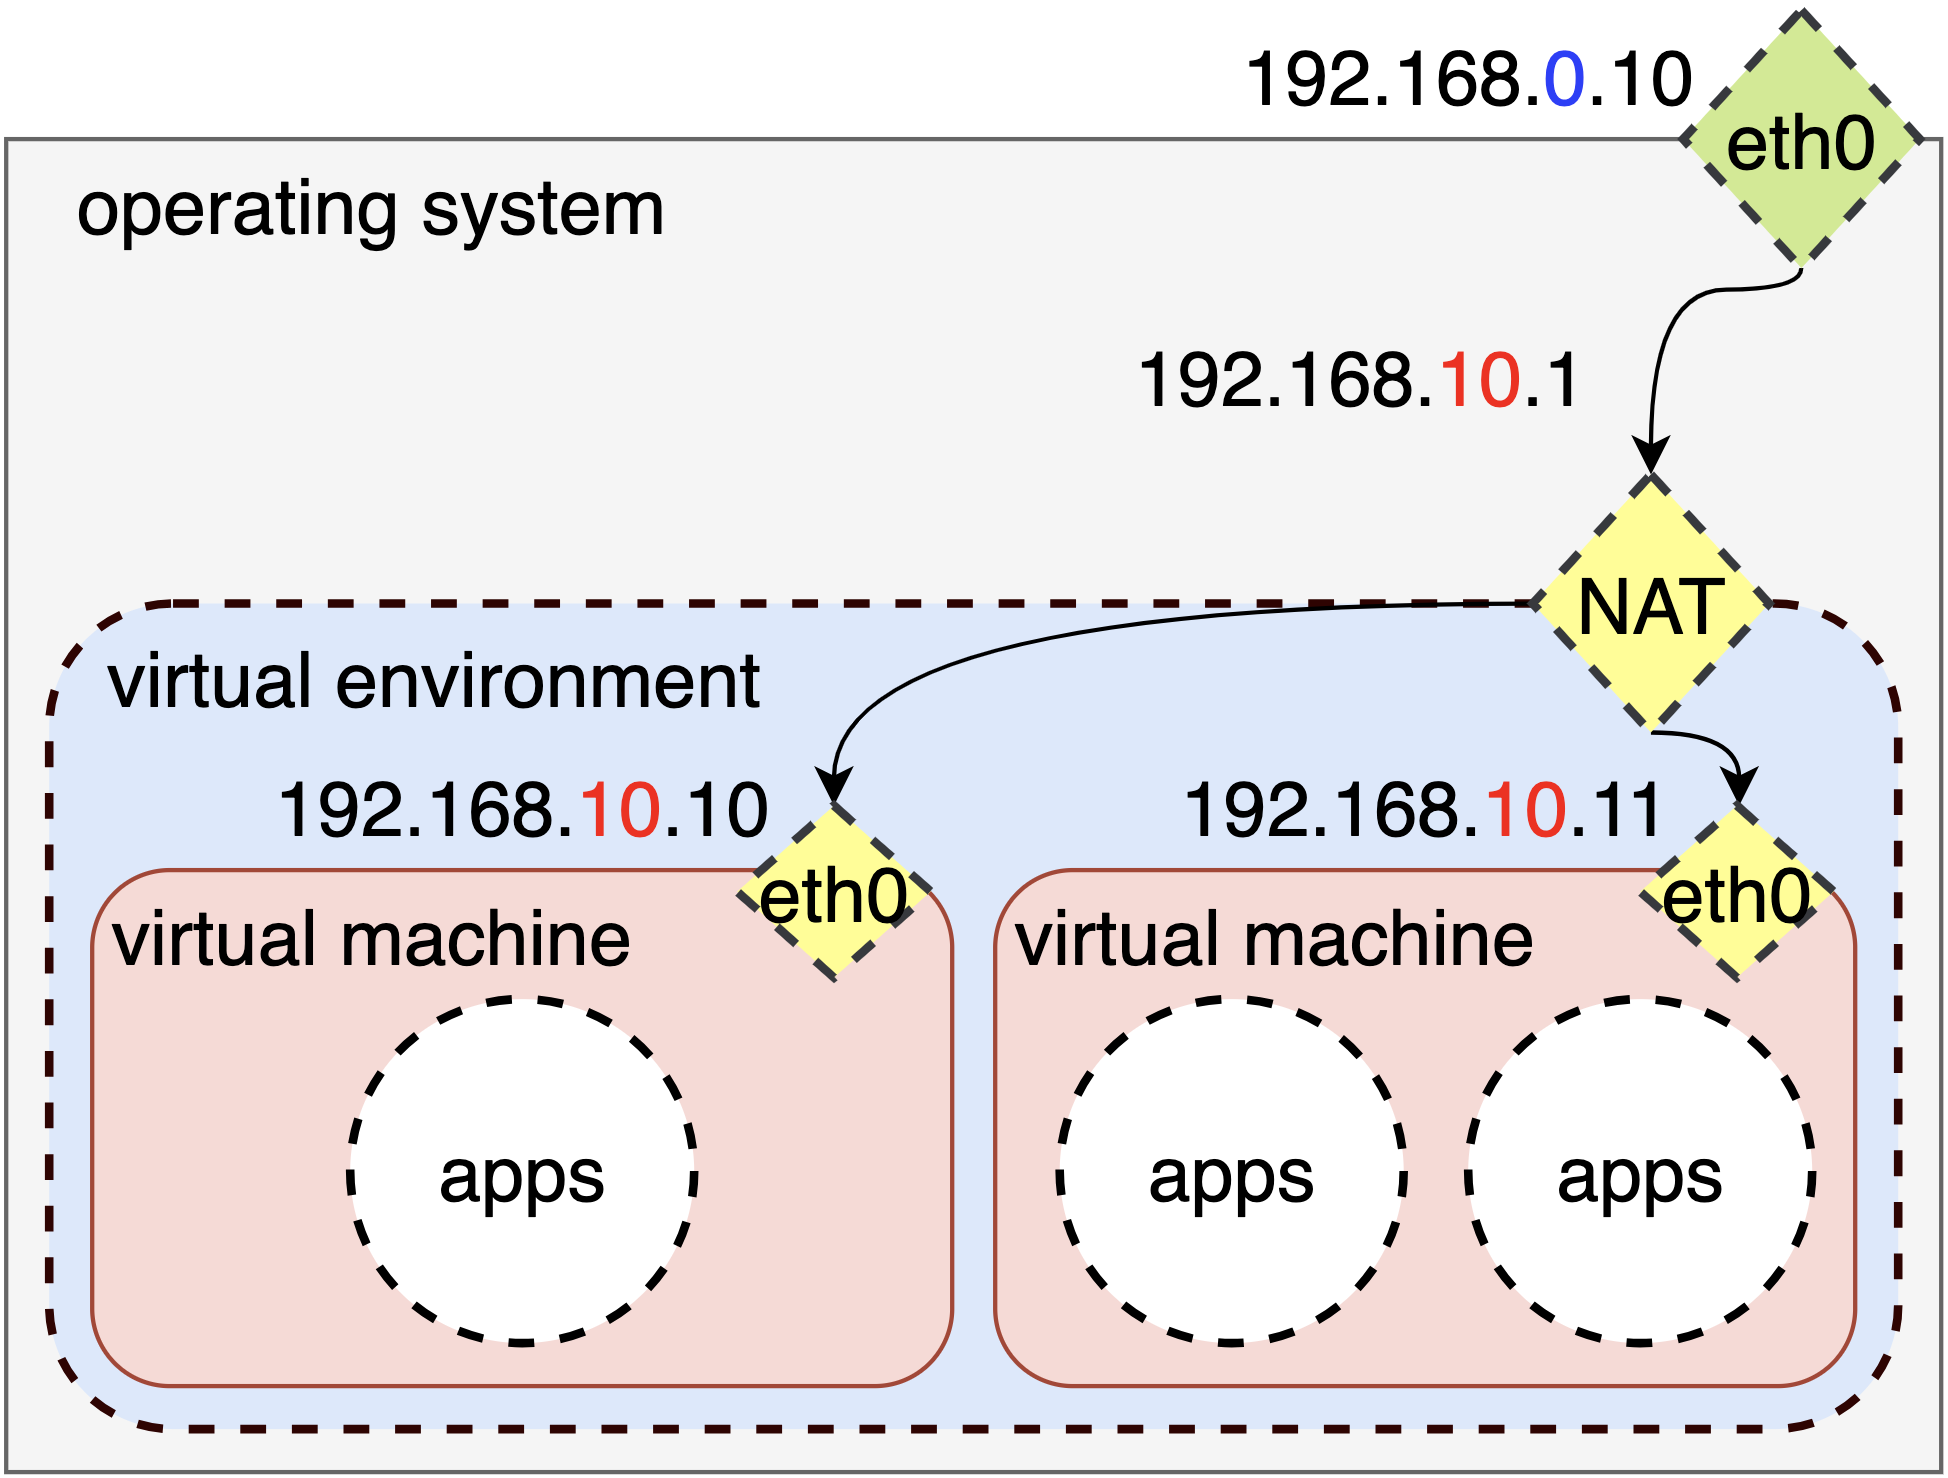 192.168.0.10
eth0
operating system
192.168.10.1
NAT
virtual environment
192.168.10.10
eth0
virtual machine
apps
192.168.10.11
eth0
virtual machine
apps
apps